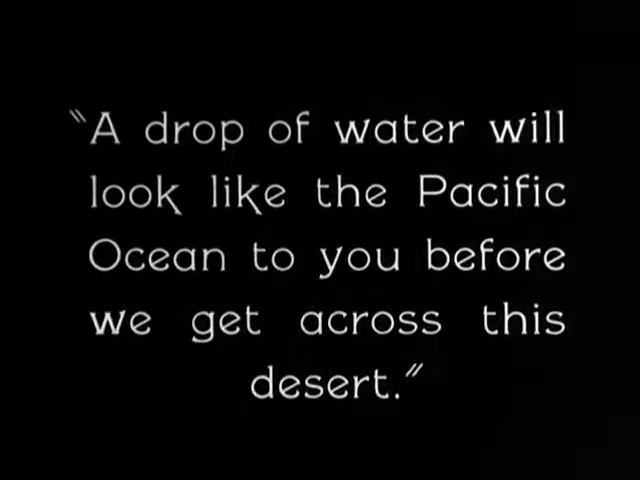 “A drop of water will
look like the Pacific
Ocean to you before
we get across this
desert.”